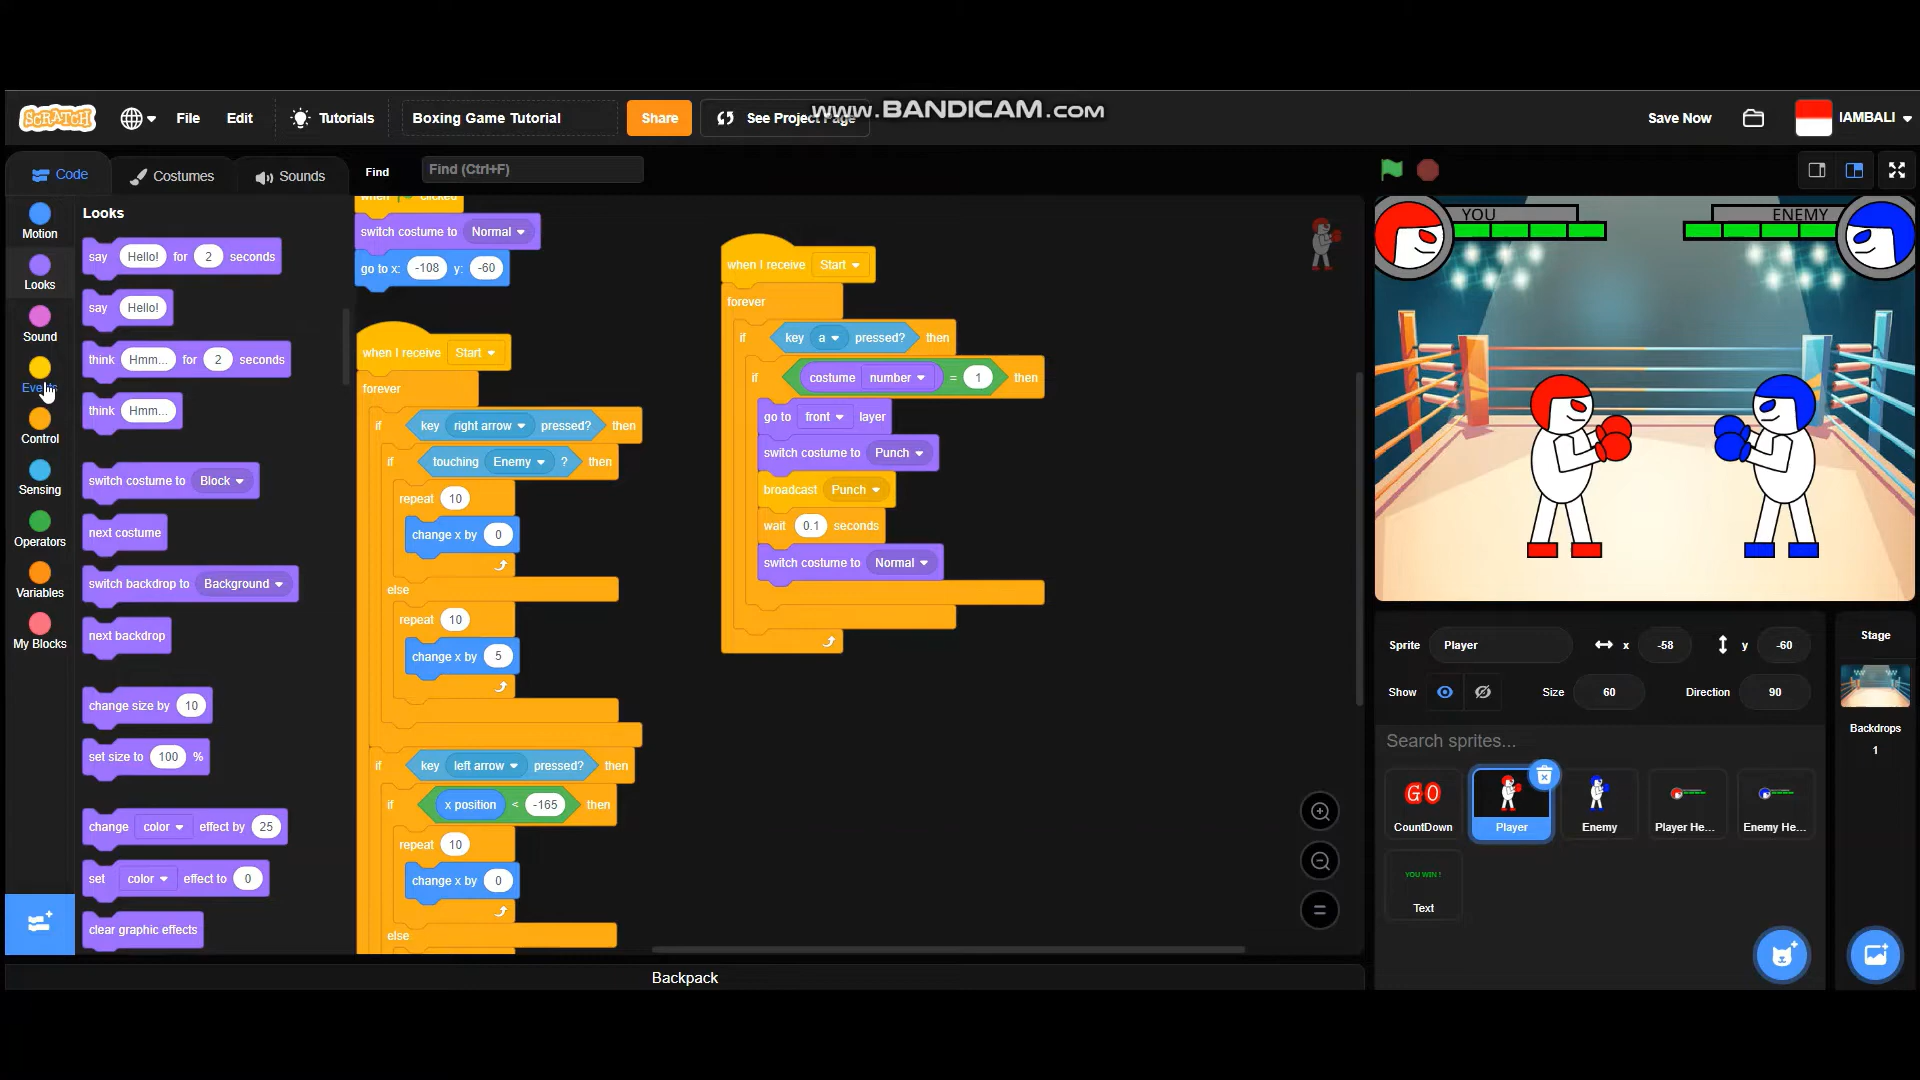 www.BANDICAM.com
SCRATCH File Edit Tutorials Boxing Game Tutorial Share See Project Page Save Now IAMBALI
Code Costumes Sounds Find Find (Ctrl+F)
Motion
Looks
Sound
Events
Control
Sensing
Operators
Variables
My Blocks
Looks
say Hello! for 2 seconds
say Hello!
think Hmm... for 2 seconds
think Hmm...
switch costume to Block
next costume
switch backdrop to Background
next backdrop
change size by 10
set size to 100 %
change color effect by 25
set color effect to 0
clear graphic effects
when clicked
switch costume to Normal
go to x: -108 y: -60
when I receive Start
forever
if key right arrow pressed? then
if touching Enemy ? then
repeat 10
change x by 0
else
repeat 10
change x by 5
if key left arrow pressed? then
if x position < -165 then
repeat 10
change x by 0
else
when I receive Start
forever
if key a pressed? then
if costume number = 1 then
go to front layer
switch costume to Punch
broadcast Punch
wait 0.1 seconds
switch costume to Normal
YOU ENEMY
Sprite Player x -58 y -60
Show Size 60 Direction 90
Search sprites...
GO
CountDown Player Enemy Player He... Enemy He...
YOU WIN !
Text
Stage
Backdrops
1
Backpack